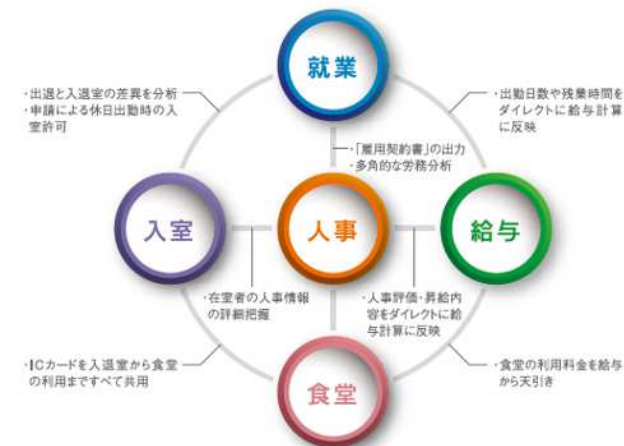 就業
・出退と入退室の差異を分析
・申請による休日出勤時の入
室許可
・出勤日数や残業時間を
ダイレクトに給与計算
に反映
・「雇用契約書」の出力
・多角的な労務分析
入室
人事
給与
・在室者の人事情報
の詳細把握
・人事評価・昇給内
容をダイレクトに給
与計算に反映
・ICカードを入退室から食堂
の利用まですべて共用
・食堂の利用料金を給与
から天引き
食堂